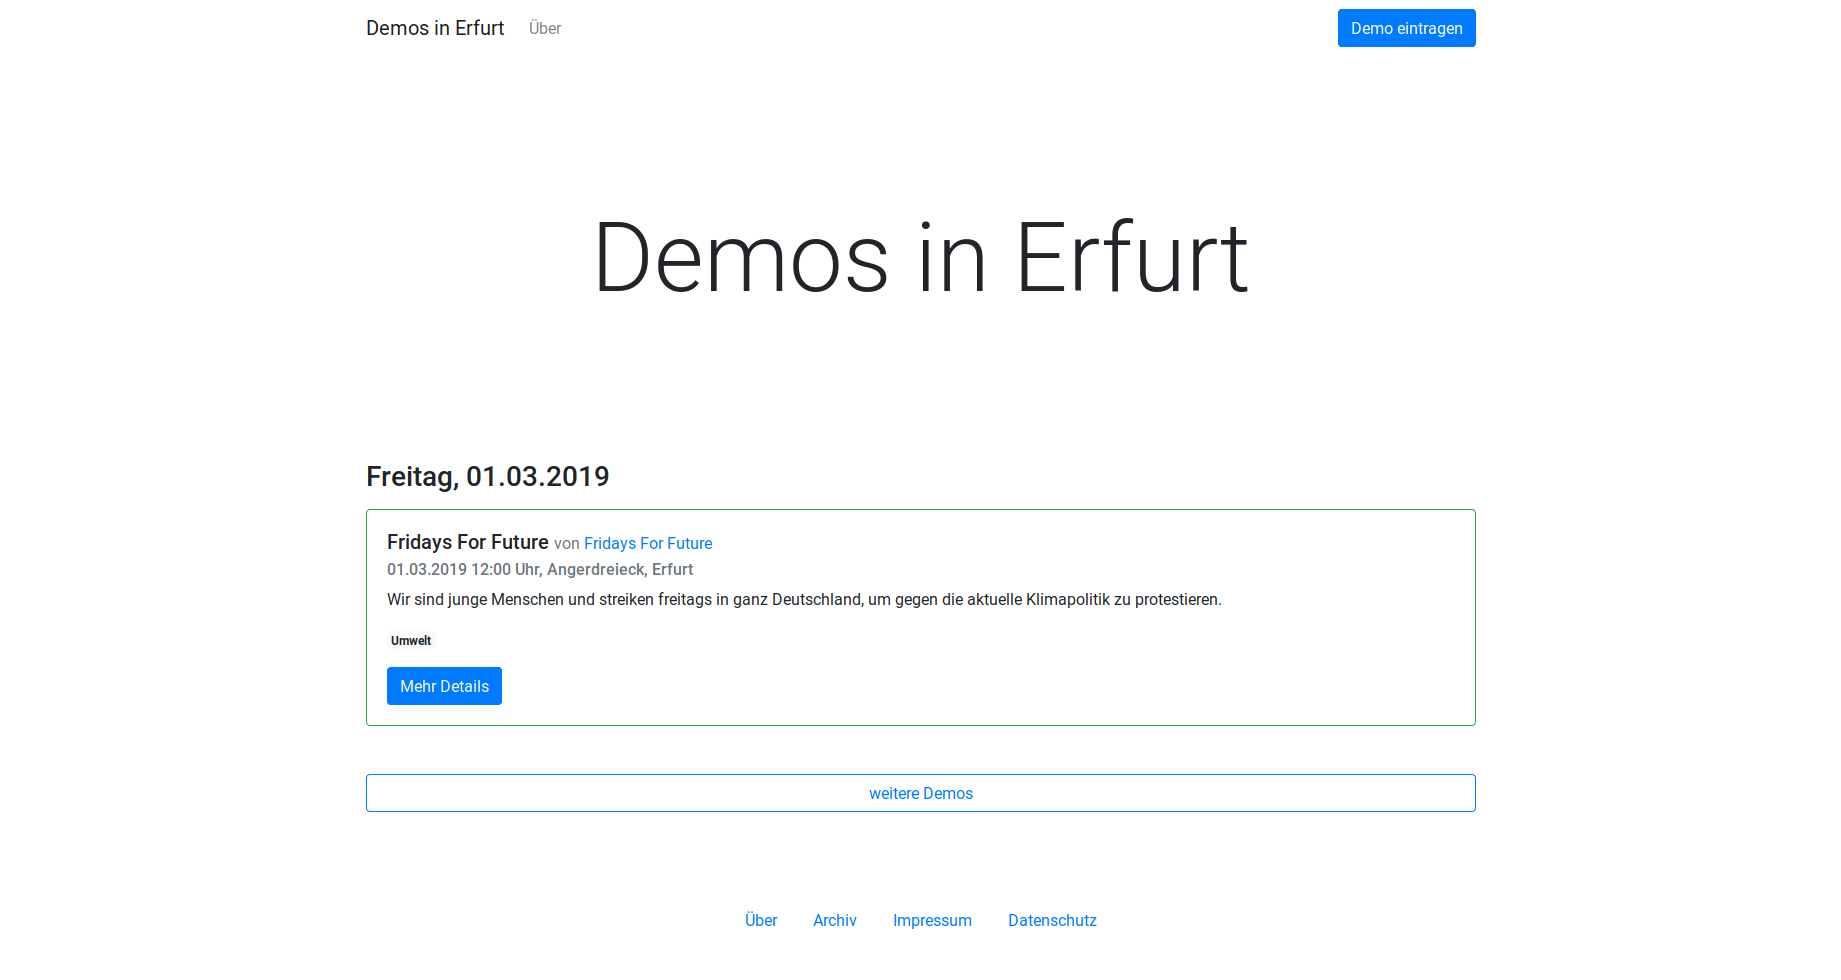 Demos in Erfurt Über Demo eintragen
Demos in Erfurt
Freitag, 01.03.2019
Fridays For Future von Fridays For Future
01.03.2019 12:00 Uhr, Angerdreieck, Erfurt
Wir sind junge Menschen und streiken freitags in ganz Deutschland, um gegen die aktuelle Klimapolitik zu protestieren.
Umwelt
Mehr Details
weitere Demos
Über Archiv Impressum Datenschutz